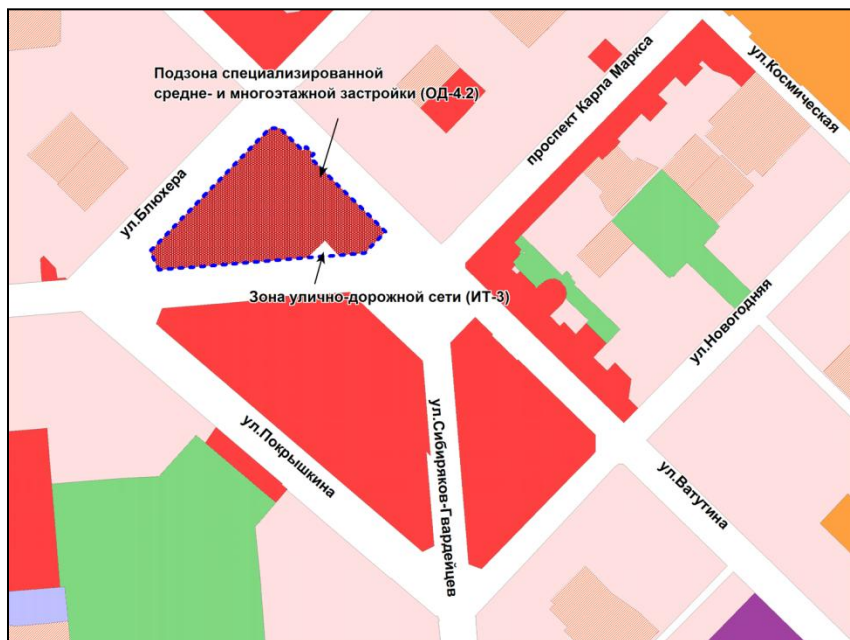 Подзона специализированной
средне- и многоэтажной застройки (ОД-4.2)
проспект Карла Маркса
ул.Космическая
ул.Блюхера
Зона улично-дорожной сети (ИТ-3)
ул.Новогодняя
ул.Покрышкина
ул.Сибиряков-Гвардейцев
ул.Ватутина